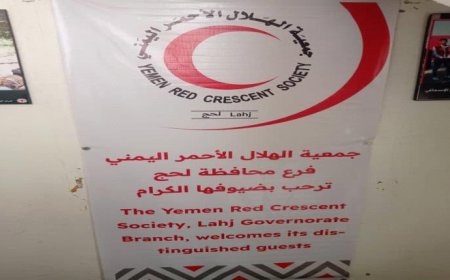 جمعية الهلال الأحمر اليمني
YEMEN RED CRESCENT SOCIETY
لحج Lahj
جمعية الهلال الأحمر اليمني
فرع محافظة لحج
ترحب بضيوفها الكرام
The Yemen Red Crescent
Society, Lahj Governorate
Branch, welcomes its dis-
tinguished guests